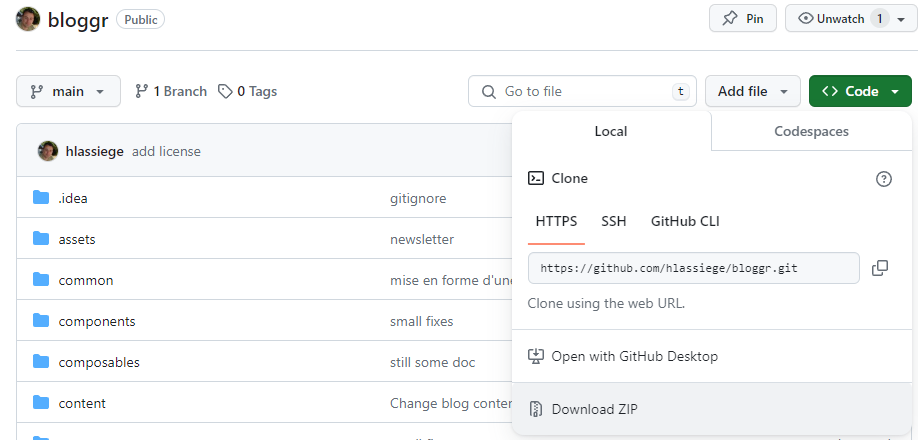 bloggr Public Pin Unwatch 1
main 1 Branch 0 Tags Go to file t Add file Code
Local Codespaces
hlassiege add license
Clone
.idea gitignore
HTTPS SSH GitHub CLI
assets newsletter
https://github.com/hlassiege/bloggr.git
common mise en forme d'une
Clone using the web URL.
components small fixes
composables still some doc
Open with GitHub Desktop
content Change blog conten
Download ZIP